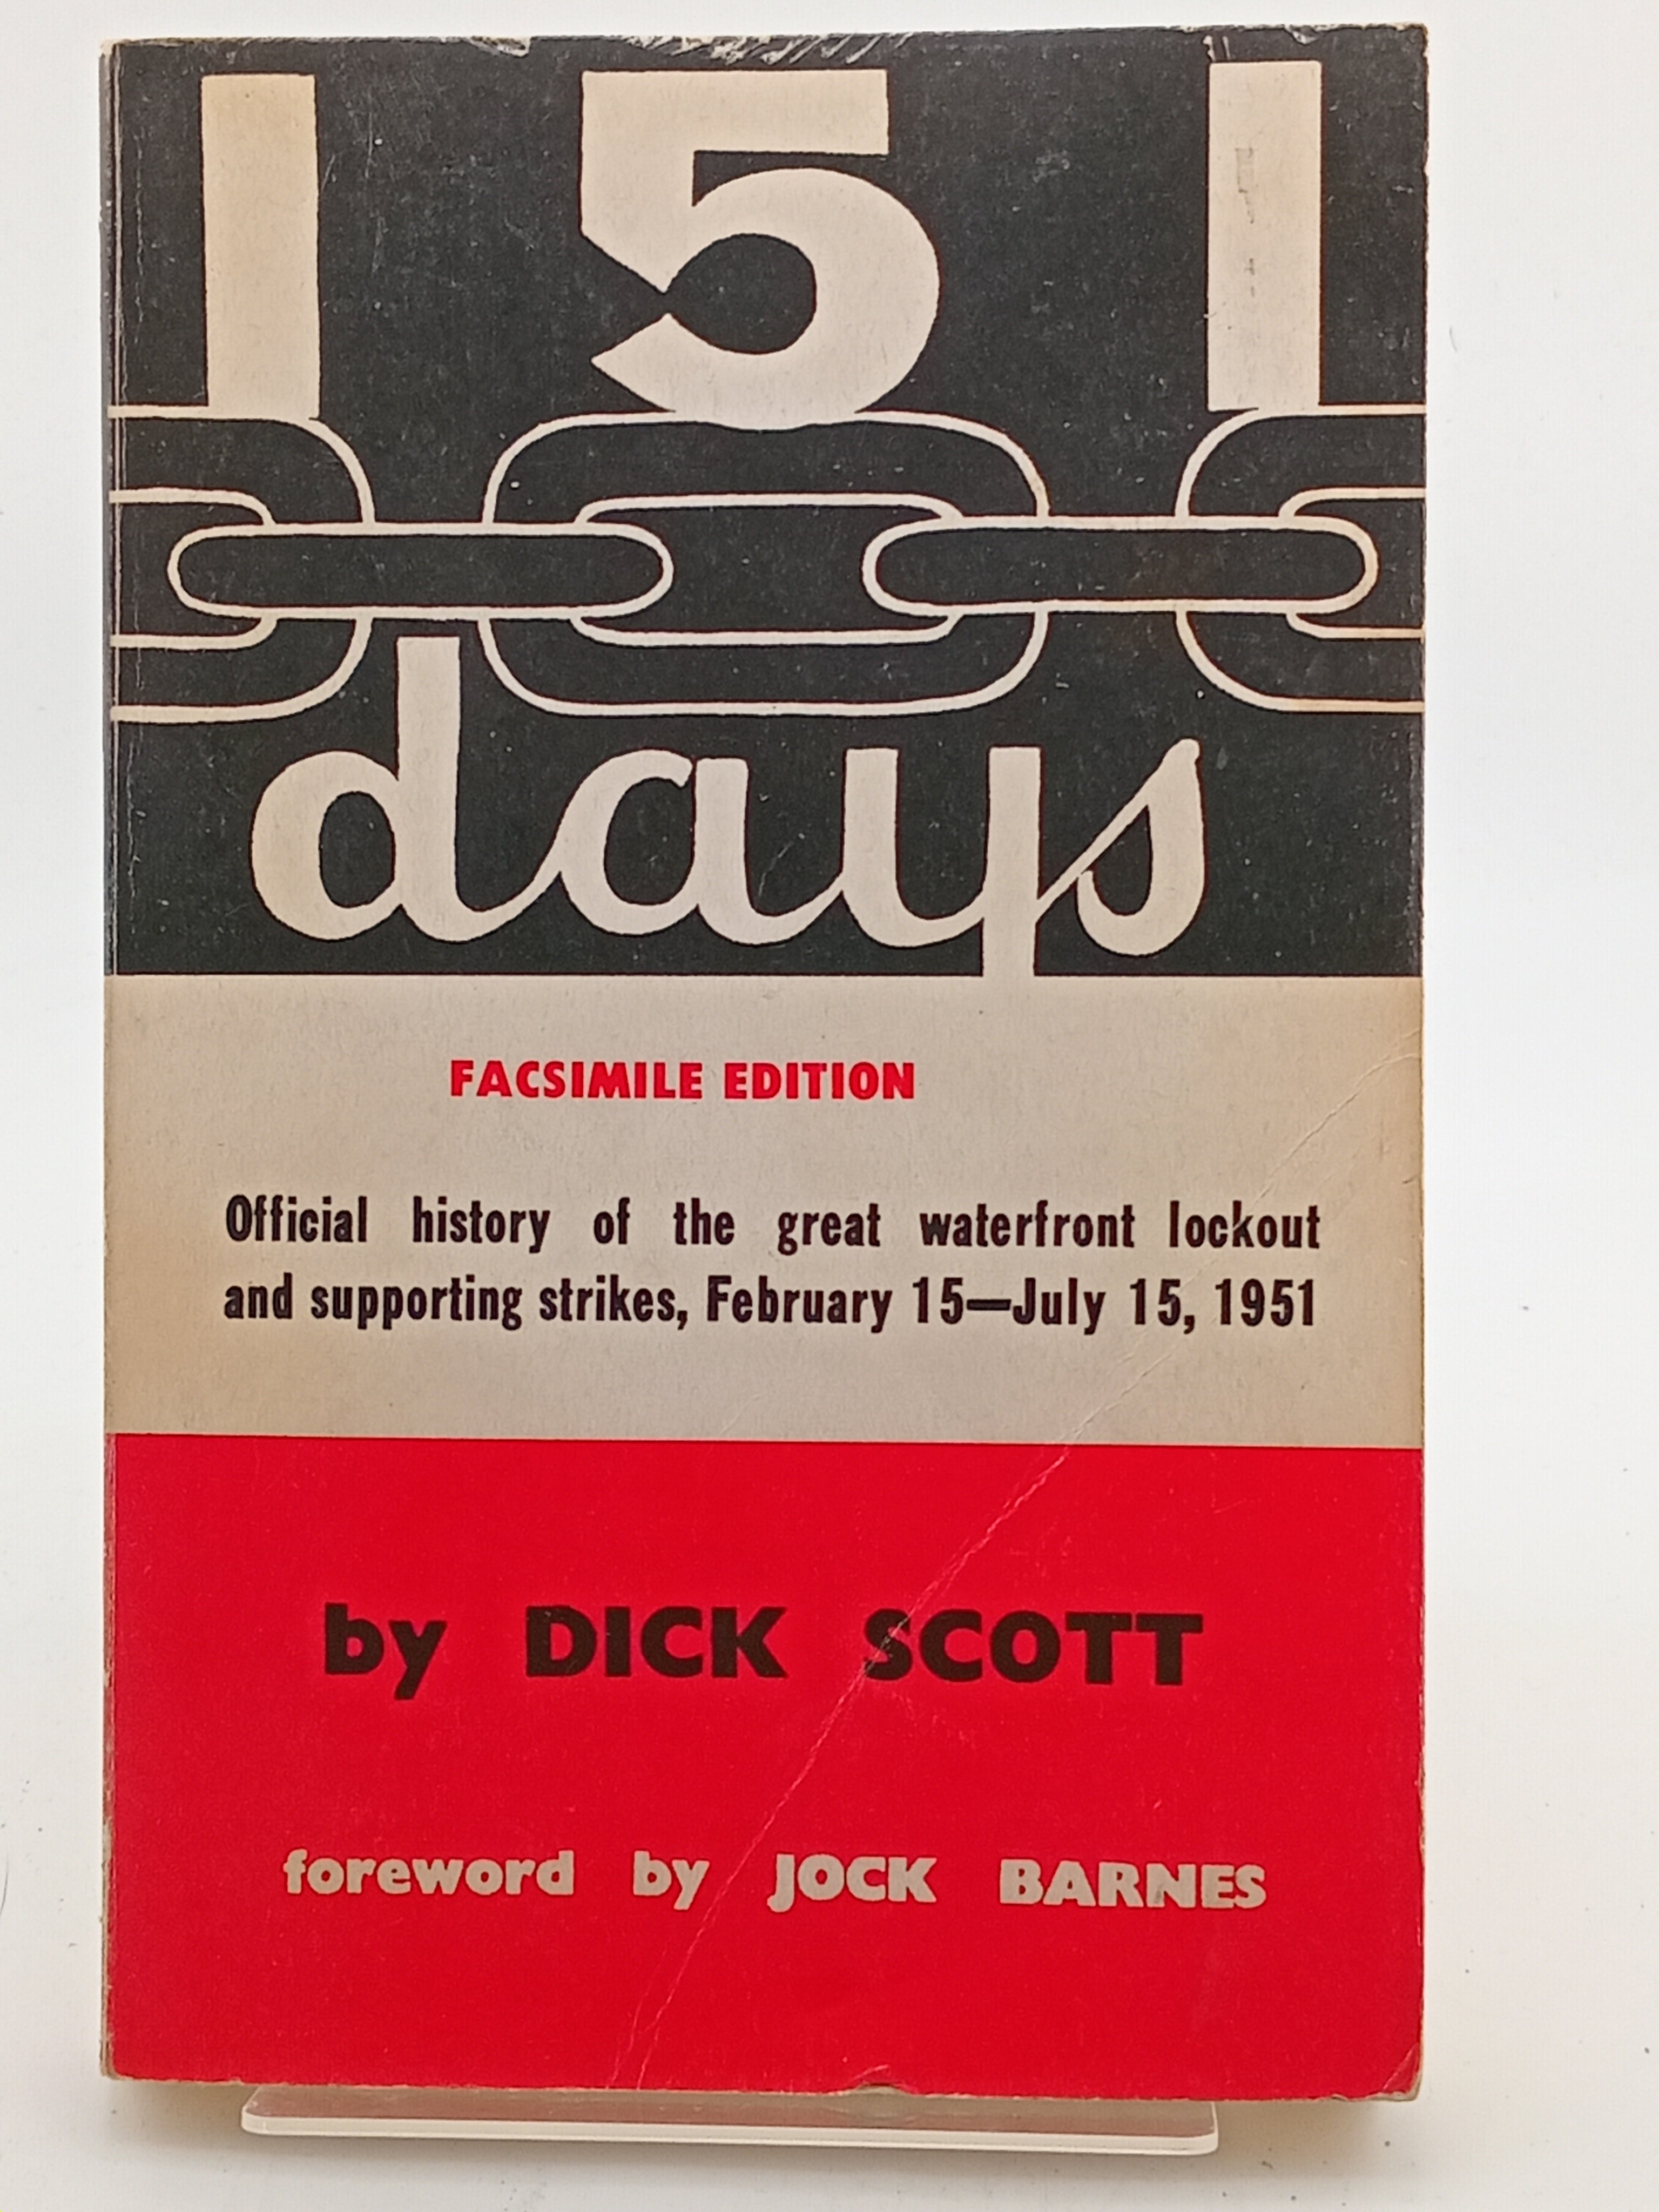 151
days
FACSIMILE EDITION
Official history of the great waterfront lockout
and supporting strikes, February 15—July 15, 1951
by DICK SCOTT
foreword by JOCK BARNES